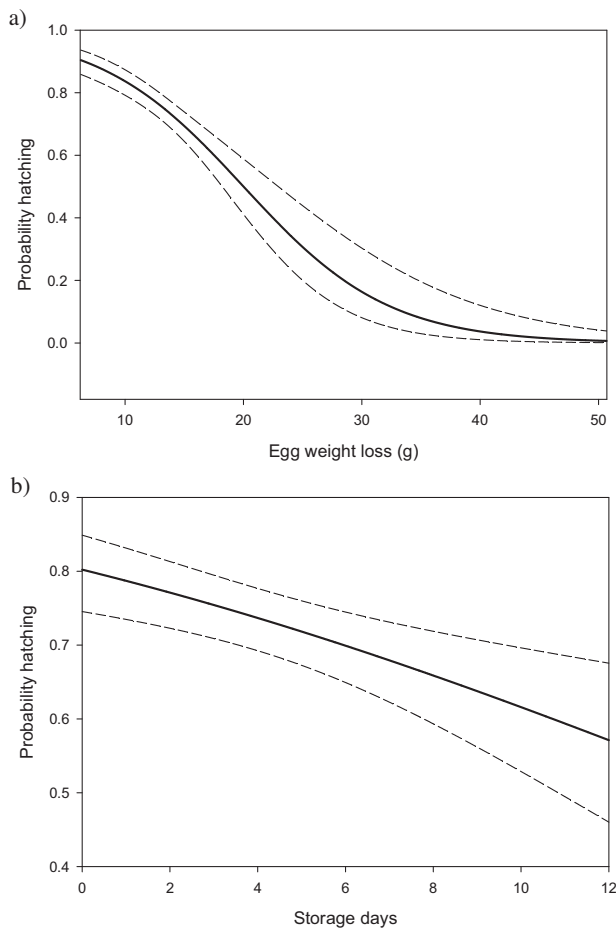 a)
1.0
0.8
0.6
0.4
0.2
0.0
Probability hatching
10 20 30 40 50
Egg weight loss (g)
b)
0.9
0.8
0.7
0.6
0.5
0.4
Probability hatching
0 2 4 6 8 10 12
Storage days